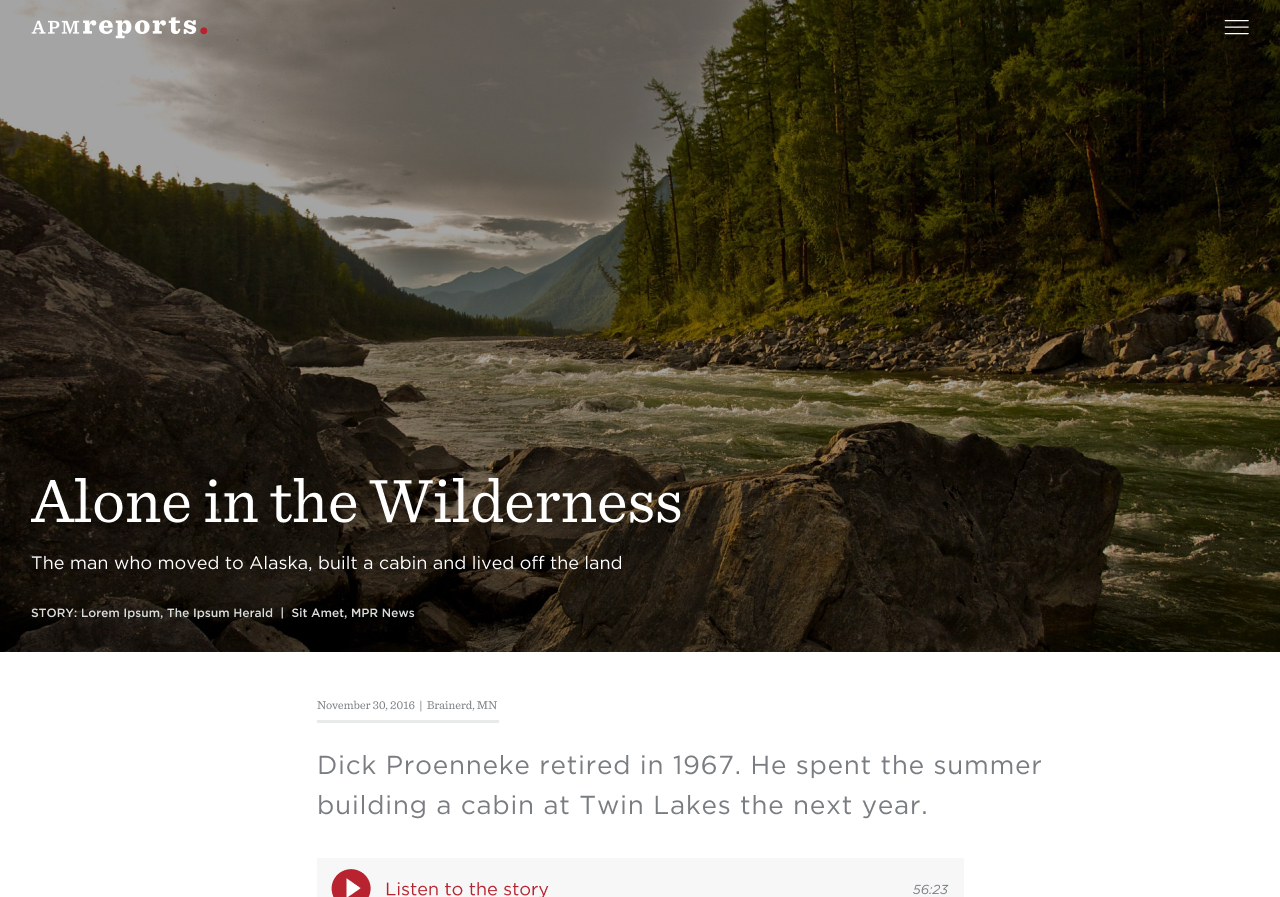 APMreports.
Alone in the Wilderness
The man who moved to Alaska, built a cabin and lived off the land
STORY: Lorem Ipsum, The Ipsum Herald | Sit Amet, MPR News
November 30, 2016 | Brainerd, MN
Dick Proenneke retired in 1967. He spent the summer
building a cabin at Twin Lakes the next year.
Listen to the story
56:23